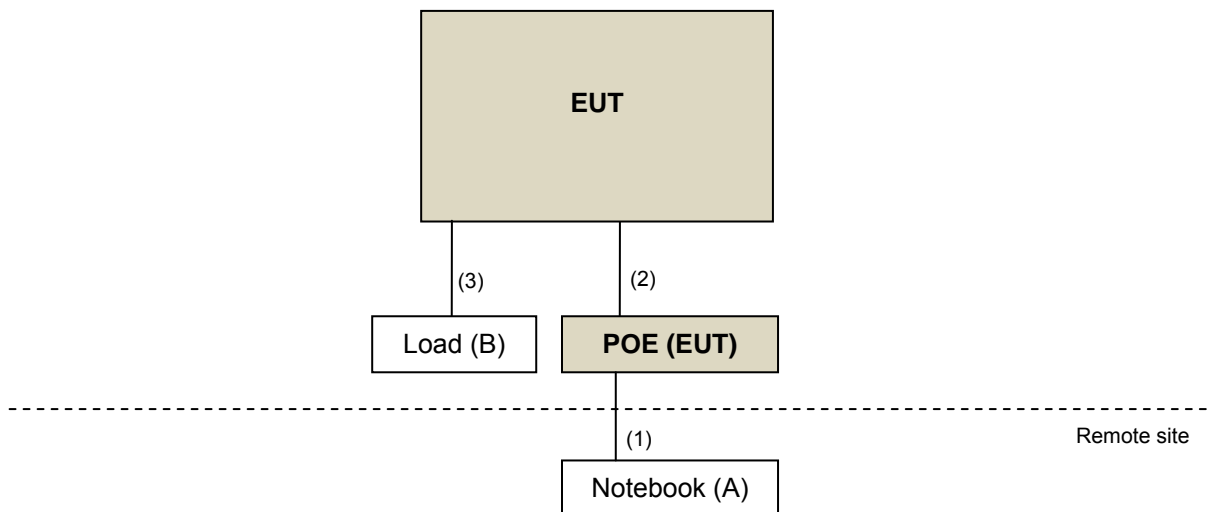 EUT
(3)
(2)
Load (B)
POE (EUT)
(1)
Remote site
Notebook (A)